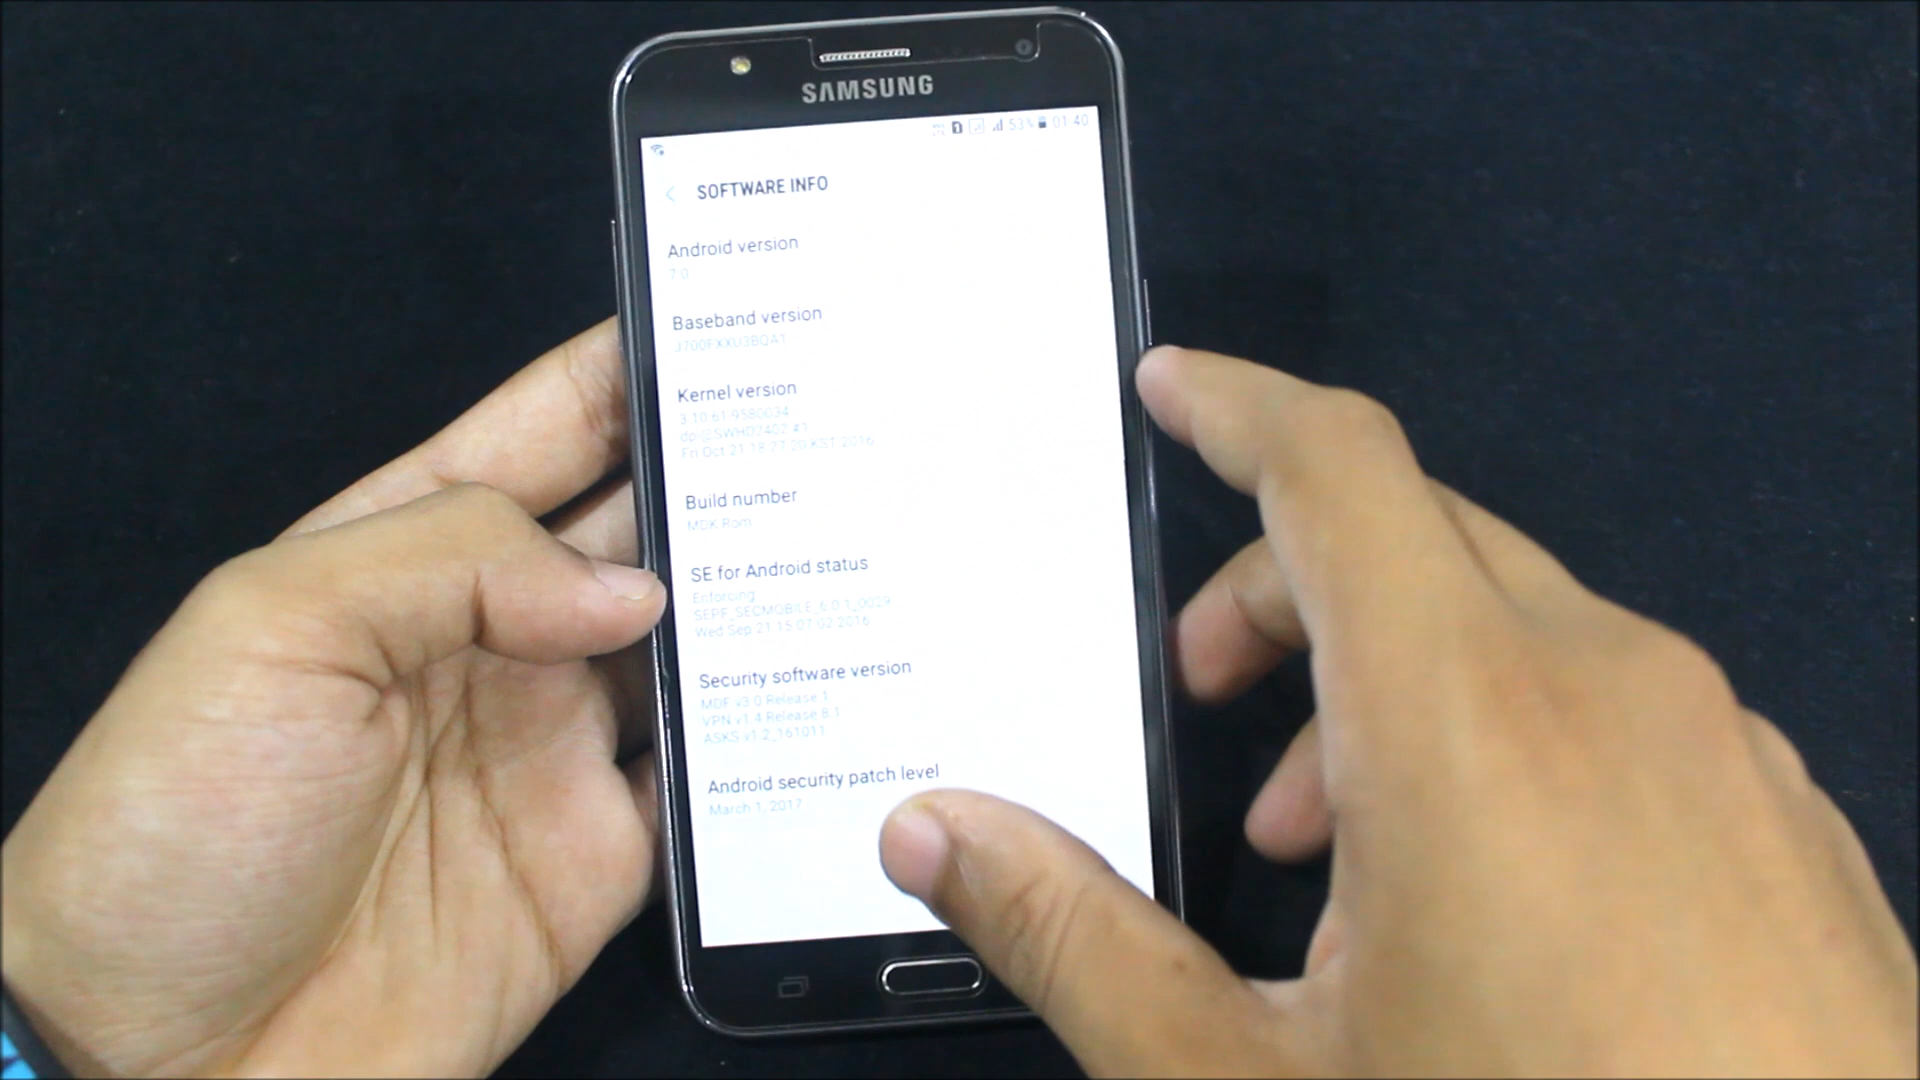 SAMSUNG
53% 01:40
SOFTWARE INFO
Android version
7.0
Baseband version
J700FXXU3BQA1
Kernel version
3.10.61-9580034
dpi@SWHD2402 #1
Fri Oct 21 18:27:20 KST 2016
Build number
MDK Rom
SE for Android status
Enforcing
SEPF_SECMOBILE_6.0.1_0029
Wed Sep 21 15:07:02 2016
Security software version
MDF v3.0 Release 1
VPN v1.4 Release 8.1
ASKS v1.2_161011
Android security patch level
March 1, 2017